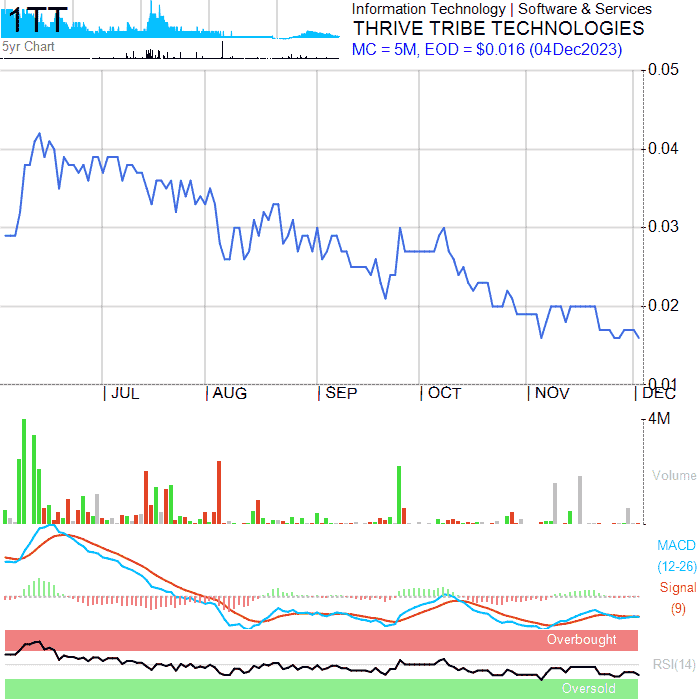 1TT
5yr Chart
Information Technology | Software & Services
THRIVE TRIBE TECHNOLOGIES
MC = 5M, EOD = $0.016 (04Dec2023)
0.05
0.04
0.03
0.02
0.01
| JUL | AUG | SEP | OCT | NOV | DEC
4M
Volume
MACD
(12-26)
Signal
(9)
Overbought
RSI(14)
Oversold